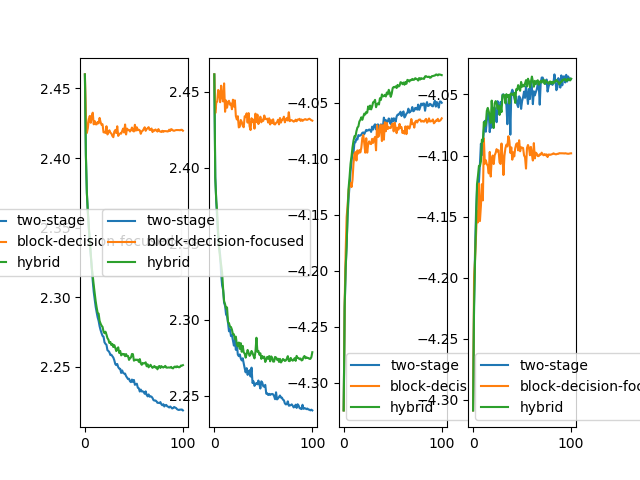 2.45
2.40
2.35
2.30
2.25
0
100
two-stage
block-decision-focused
hybrid
2.45
2.40
2.30
2.25
0
100
two-stage
block-decision-focused
hybrid
−4.05
−4.10
−4.15
−4.20
−4.25
−4.30
0
100
two-stage
block-decis
hybrid
−4.05
−4.10
−4.15
−4.20
−4.25
−4.30
0
100
two-stage
block-decision-foc
hybrid